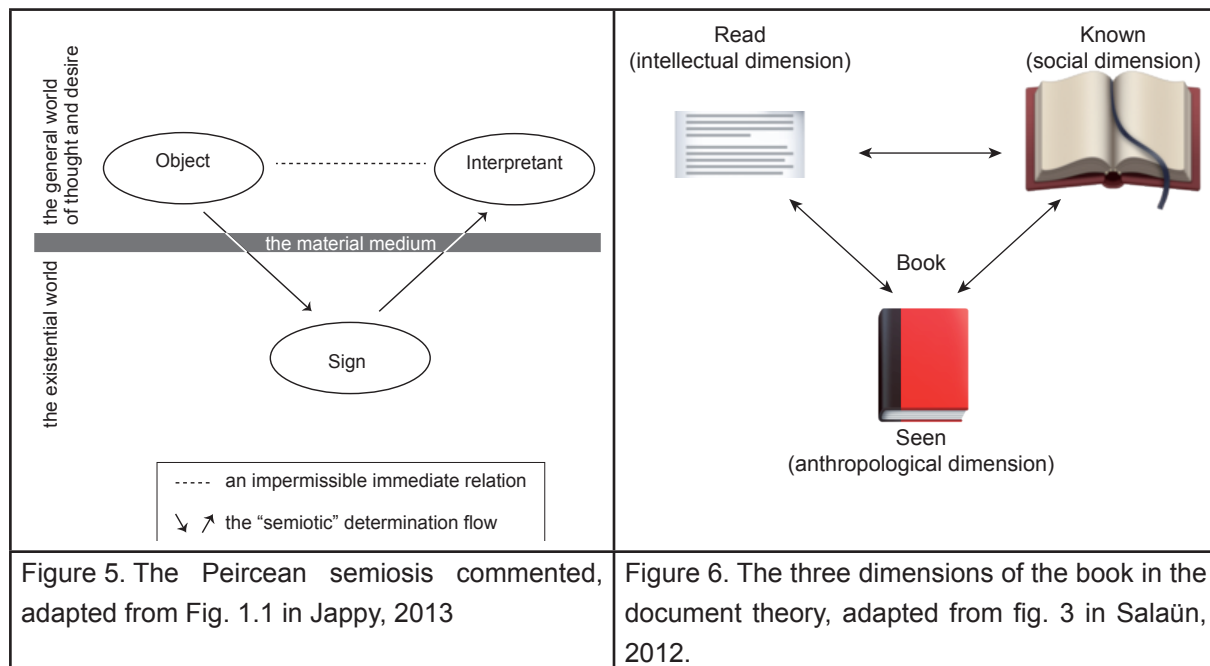 the general world
of thought and desire
the existential world
Object
Interpretant
the material medium
Sign
----- an impermissible immediate relation
↘ ↗ the “semiotic” determination flow
Figure 5. The Peircean semiosis commented,
adapted from Fig. 1.1 in Jappy, 2013
Read
(intellectual dimension)
Known
(social dimension)
Book
Seen
(anthropological dimension)
Figure 6. The three dimensions of the book in the
document theory, adapted from fig. 3 in Salaün,
2012.